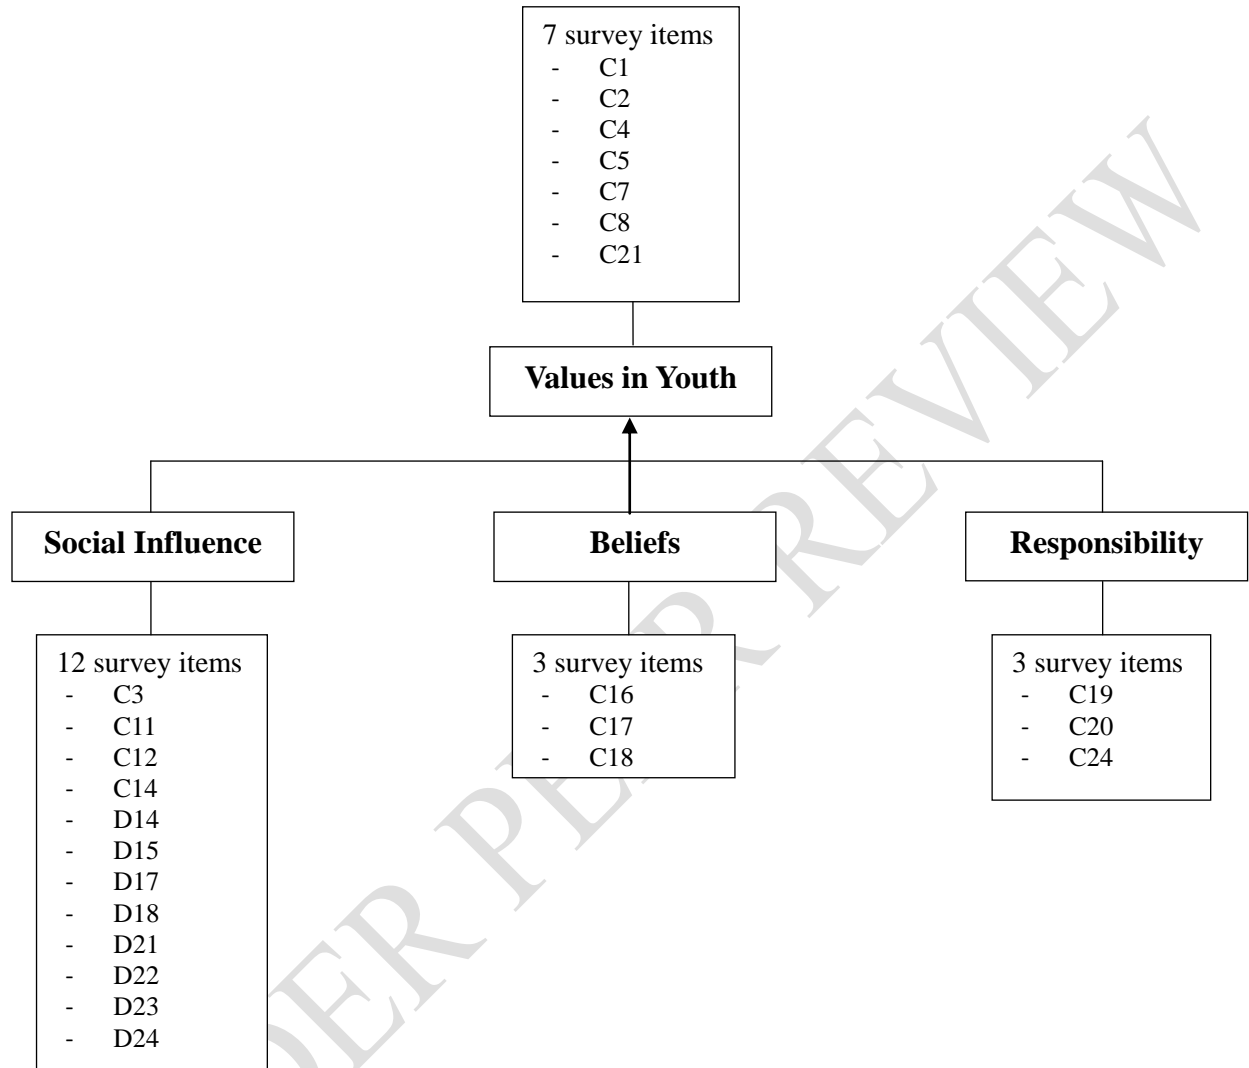 7 survey items
- C1
- C2
- C4
- C5
- C7
- C8
- C21
Values in Youth
Social Influence
Beliefs
Responsibility
12 survey items
- C3
- C11
- C12
- C14
- D14
- D15
- D17
- D18
- D21
- D22
- D23
- D24
3 survey items
- C16
- C17
- C18
3 survey items
- C19
- C20
- C24
DER PEER REVIEW